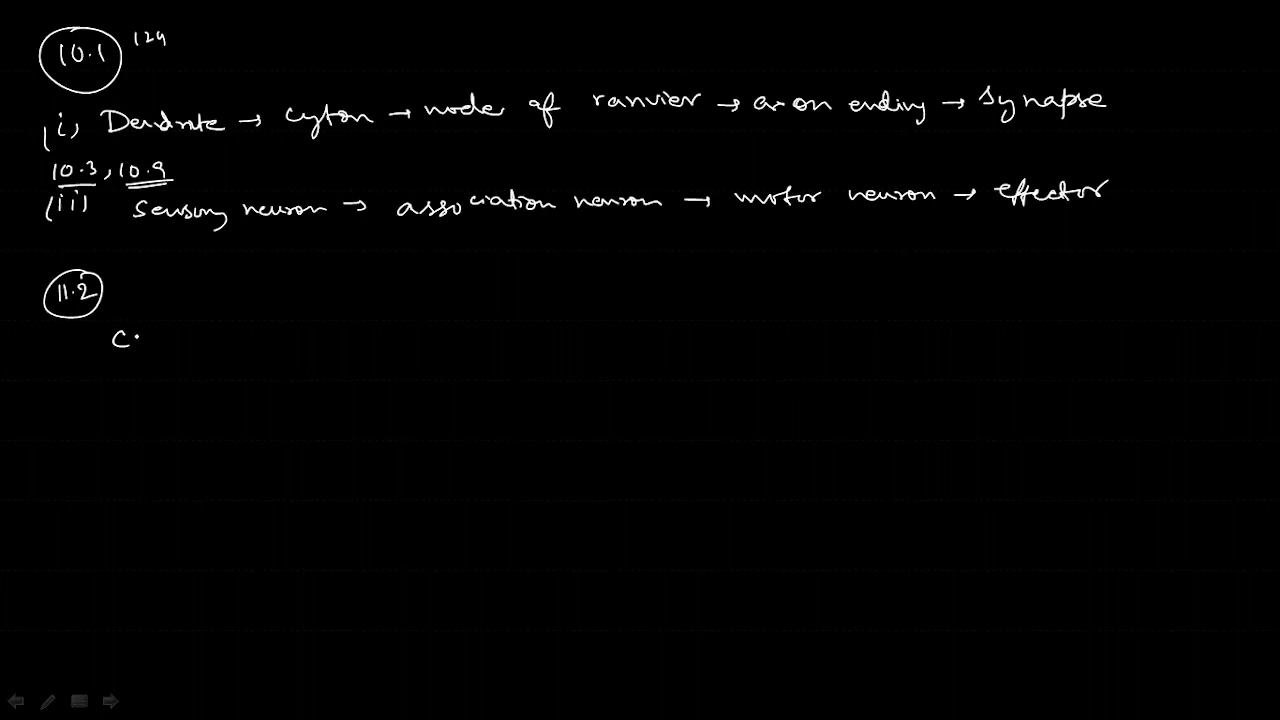 10.1 129
(i) Dendrite → cyton → node of ranvier → axon ending → synapse
10.3, 10.9
(ii) sensory neuron → association neuron → motor neuron → effector
11.2
C.